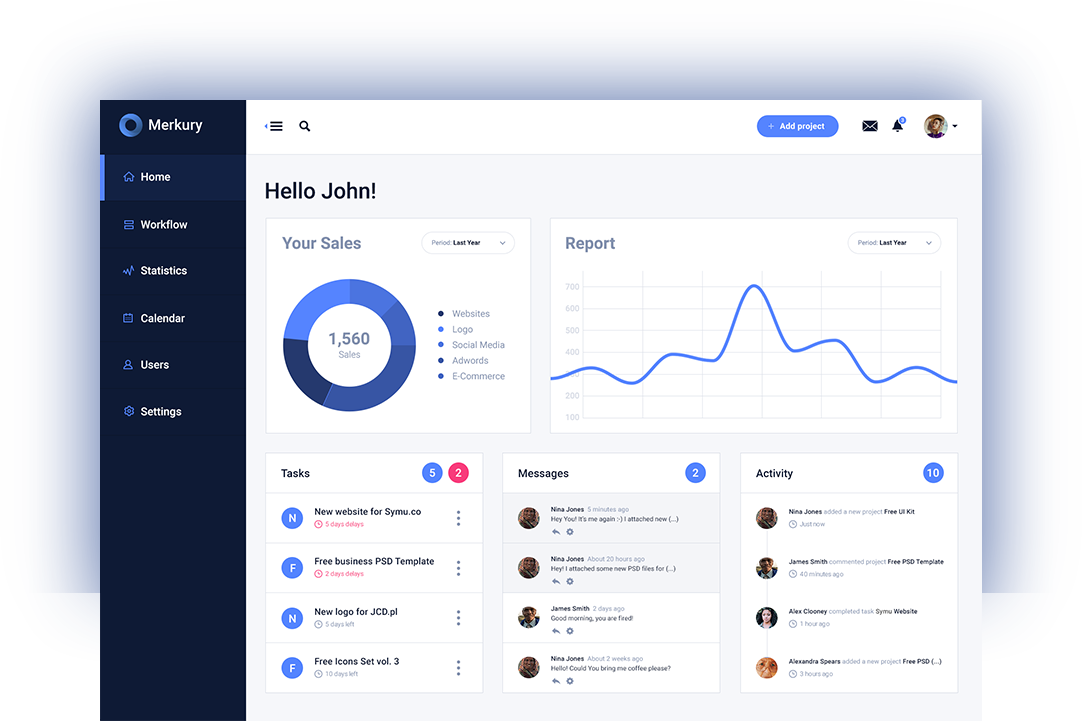 Merkury
+ Add project
3
Home
Workflow
Statistics
Calendar
Users
Settings
Hello John!
Your Sales
Period: Last Year
1,560
Sales
Websites
Logo
Social Media
Adwords
E-Commerce
Report
Period: Last Year
700
600
500
400
200
100
Tasks
5
2
N
New website for Symu.co
5 days delays
F
Free business PSD Template
2 days delays
N
New logo for JCD.pl
5 days left
F
Free Icons Set vol. 3
10 days left
Messages
2
Nina Jones 5 minutes ago
Hey You! It's me again :-) I attached new (...)
Nina Jones About 20 hours ago
Hey! I attached some new PSD files for (...)
James Smith 2 days ago
Good morning, you are fired!
Nina Jones About 2 weeks ago
Hello! Could You bring me coffee please?
Activity
10
Nina Jones added a new project Free UI Kit
Just now
James Smith commented project Free PSD Template
40 minutes ago
Alex Clooney completed task Symu Website
1 hour ago
Alexandra Spears added a new project Free PSD (...)
3 hours ago